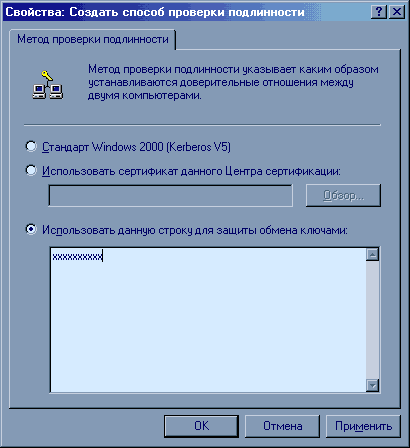 Свойства: Создать способ проверки подлинности
Метод проверки подлинности
Метод проверки подлинности указывает каким образом
устанавливаются доверительные отношения между
двумя компьютерами.
Стандарт Windows 2000 (Kerberos V5)
Использовать сертификат данного Центра сертификации:
Обзор...
Использовать данную строку для защиты обмена ключами:
xxxxxxxxxx
OK Отмена Применить